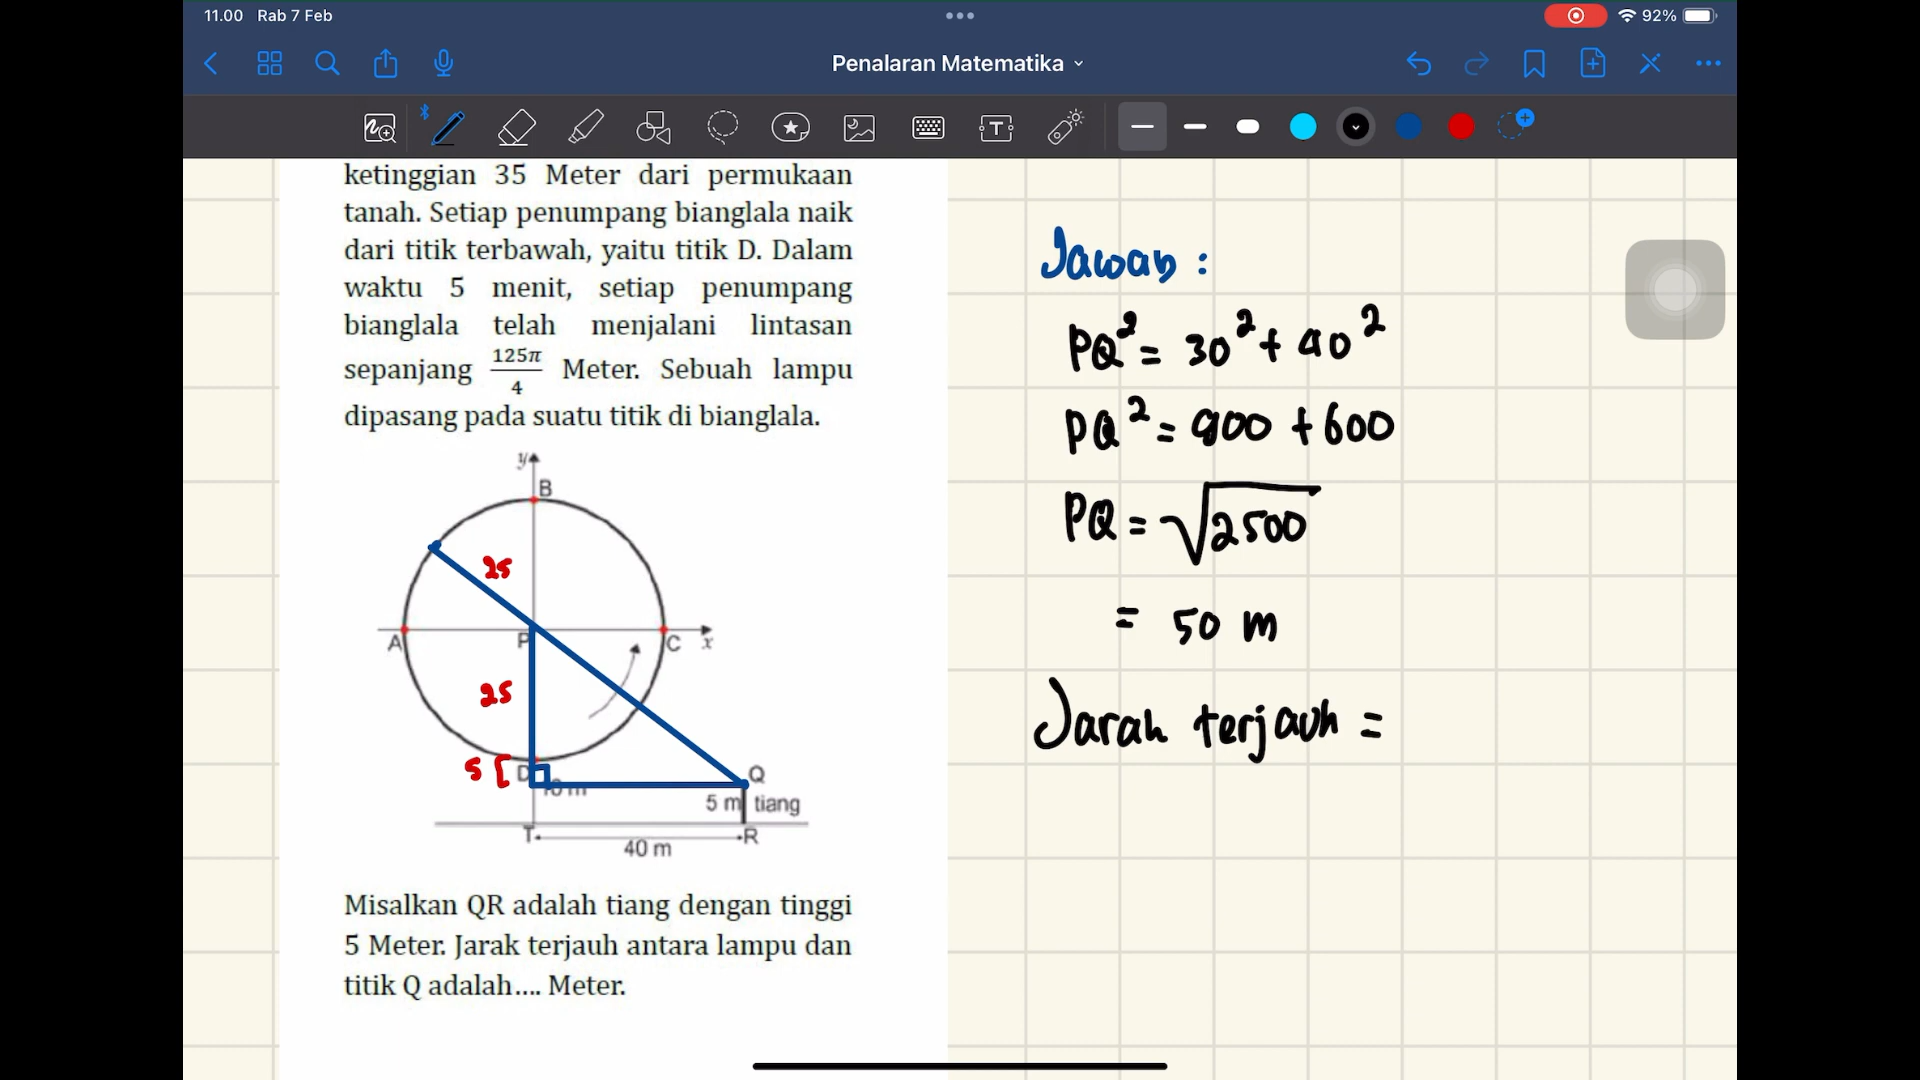 11.00 Rab 7 Feb
92%
Penalaran Matematika
T
ketinggian 35 Meter dari permukaan
tanah. Setiap penumpang bianglala naik
dari titik terbawah, yaitu titik D. Dalam
waktu 5 menit, setiap penumpang
bianglala telah menjalani lintasan
sepanjang 125π/4 Meter. Sebuah lampu
dipasang pada suatu titik di bianglala.
y
B
25
A P C x
25
5 [ D Q
10 m
5 m tiang
T R
40 m
Misalkan QR adalah tiang dengan tinggi
5 Meter. Jarak terjauh antara lampu dan
titik Q adalah.... Meter.
Jawab :
PQ² = 30² + 40²
PQ² = 900 + 600
PQ = √2500
= 50 m
Jarak terjauh =